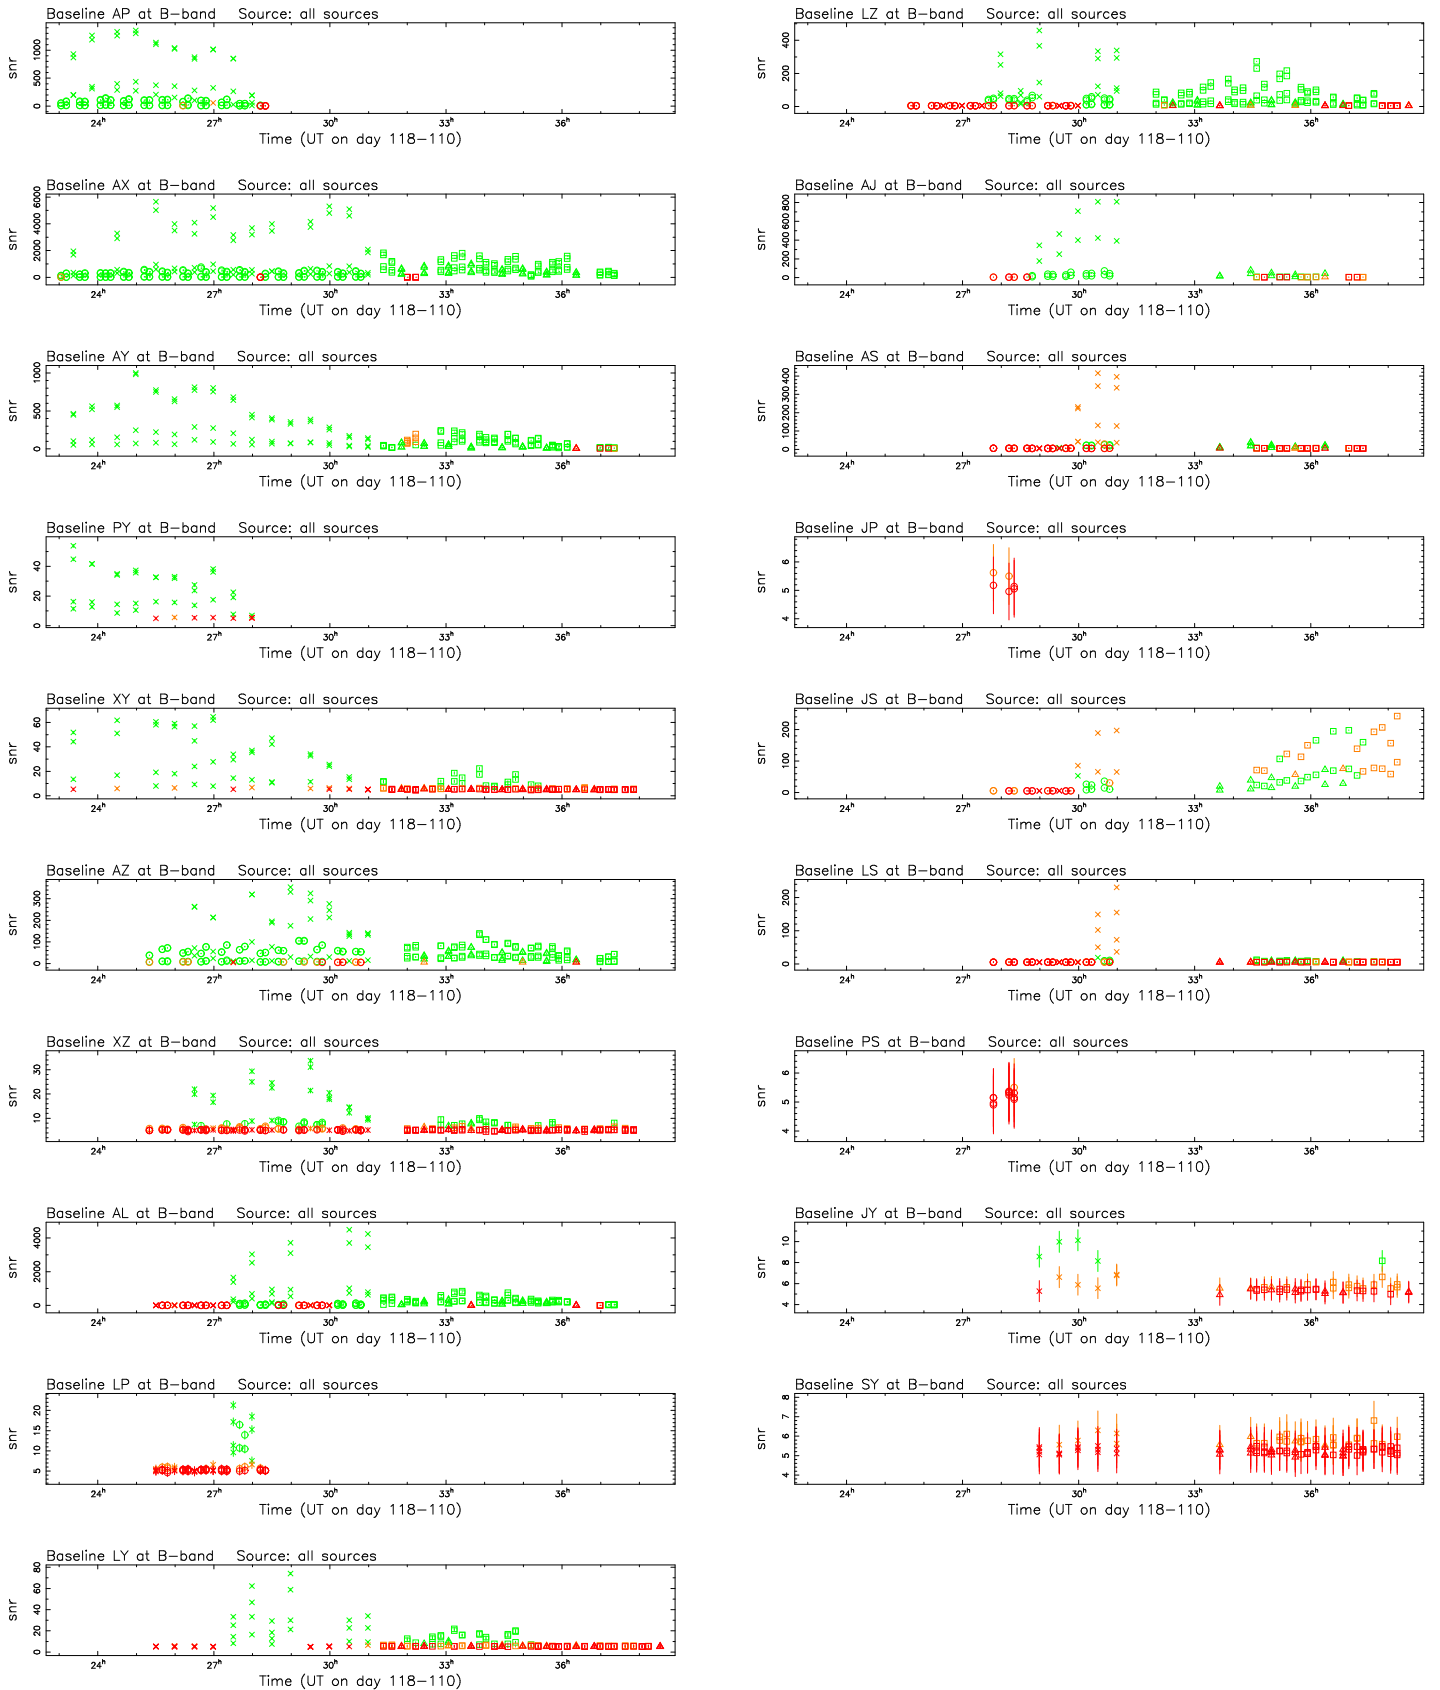 Baseline AP at B-band Source: all sources
snr
0 500 1000
24h 27h 30h 33h 36h
Time (UT on day 118-110)
Baseline AX at B-band Source: all sources
snr
0 2000 4000 6000
24h 27h 30h 33h 36h
Time (UT on day 118-110)
Baseline AY at B-band Source: all sources
snr
0 500 1000
24h 27h 30h 33h 36h
Time (UT on day 118-110)
Baseline PY at B-band Source: all sources
snr
0 20 40
24h 27h 30h 33h 36h
Time (UT on day 118-110)
Baseline XY at B-band Source: all sources
snr
0 20 40 60
24h 27h 30h 33h 36h
Time (UT on day 118-110)
Baseline AZ at B-band Source: all sources
snr
0 100 200 300
24h 27h 30h 33h 36h
Time (UT on day 118-110)
Baseline XZ at B-band Source: all sources
snr
10 20 30
24h 27h 30h 33h 36h
Time (UT on day 118-110)
Baseline AL at B-band Source: all sources
snr
0 2000 4000
24h 27h 30h 33h 36h
Time (UT on day 118-110)
Baseline LP at B-band Source: all sources
snr
5 10 15 20
24h 27h 30h 33h 36h
Time (UT on day 118-110)
Baseline LY at B-band Source: all sources
snr
0 20 40 60 80
24h 27h 30h 33h 36h
Time (UT on day 118-110)
Baseline LZ at B-band Source: all sources
snr
0 200 400
24h 27h 30h 33h 36h
Time (UT on day 118-110)
Baseline AJ at B-band Source: all sources
snr
0 200 400 600 800
24h 27h 30h 33h 36h
Time (UT on day 118-110)
Baseline AS at B-band Source: all sources
snr
0 100 200 300 400
24h 27h 30h 33h 36h
Time (UT on day 118-110)
Baseline JP at B-band Source: all sources
snr
4 5 6
24h 27h 30h 33h 36h
Time (UT on day 118-110)
Baseline JS at B-band Source: all sources
snr
0 100 200
24h 27h 30h 33h 36h
Time (UT on day 118-110)
Baseline LS at B-band Source: all sources
snr
0 100 200
24h 27h 30h 33h 36h
Time (UT on day 118-110)
Baseline PS at B-band Source: all sources
snr
4 5 6
24h 27h 30h 33h 36h
Time (UT on day 118-110)
Baseline JY at B-band Source: all sources
snr
4 6 8 10
24h 27h 30h 33h 36h
Time (UT on day 118-110)
Baseline SY at B-band Source: all sources
snr
4 5 6 7 8
24h 27h 30h 33h 36h
Time (UT on day 118-110)